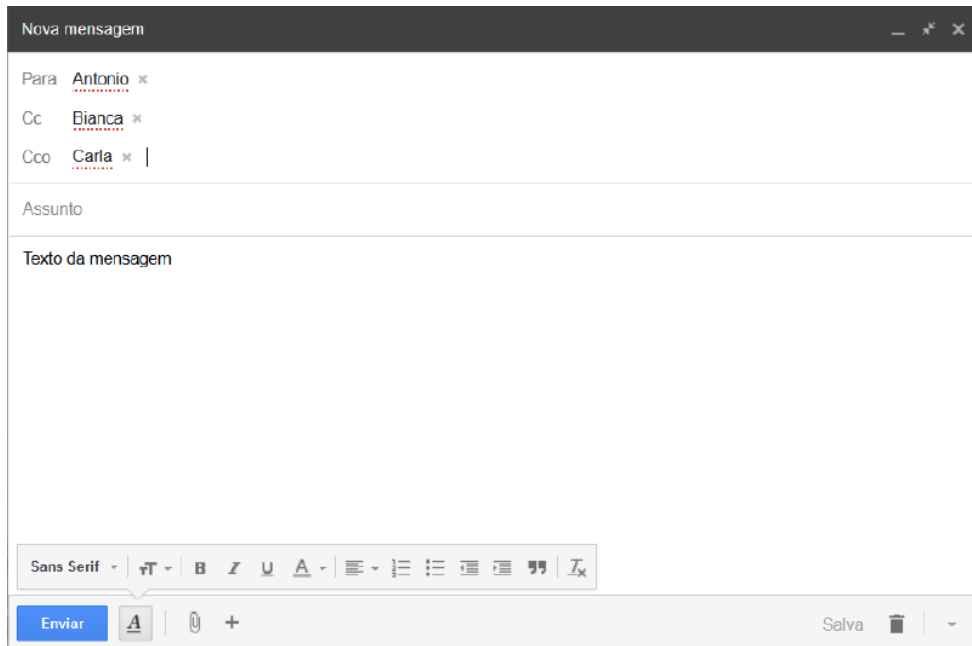 Nova mensagem
Para Antonio
Cc Bianca
Cco Carla
Assunto
Texto da mensagem
Sans Serif
Enviar
Salva